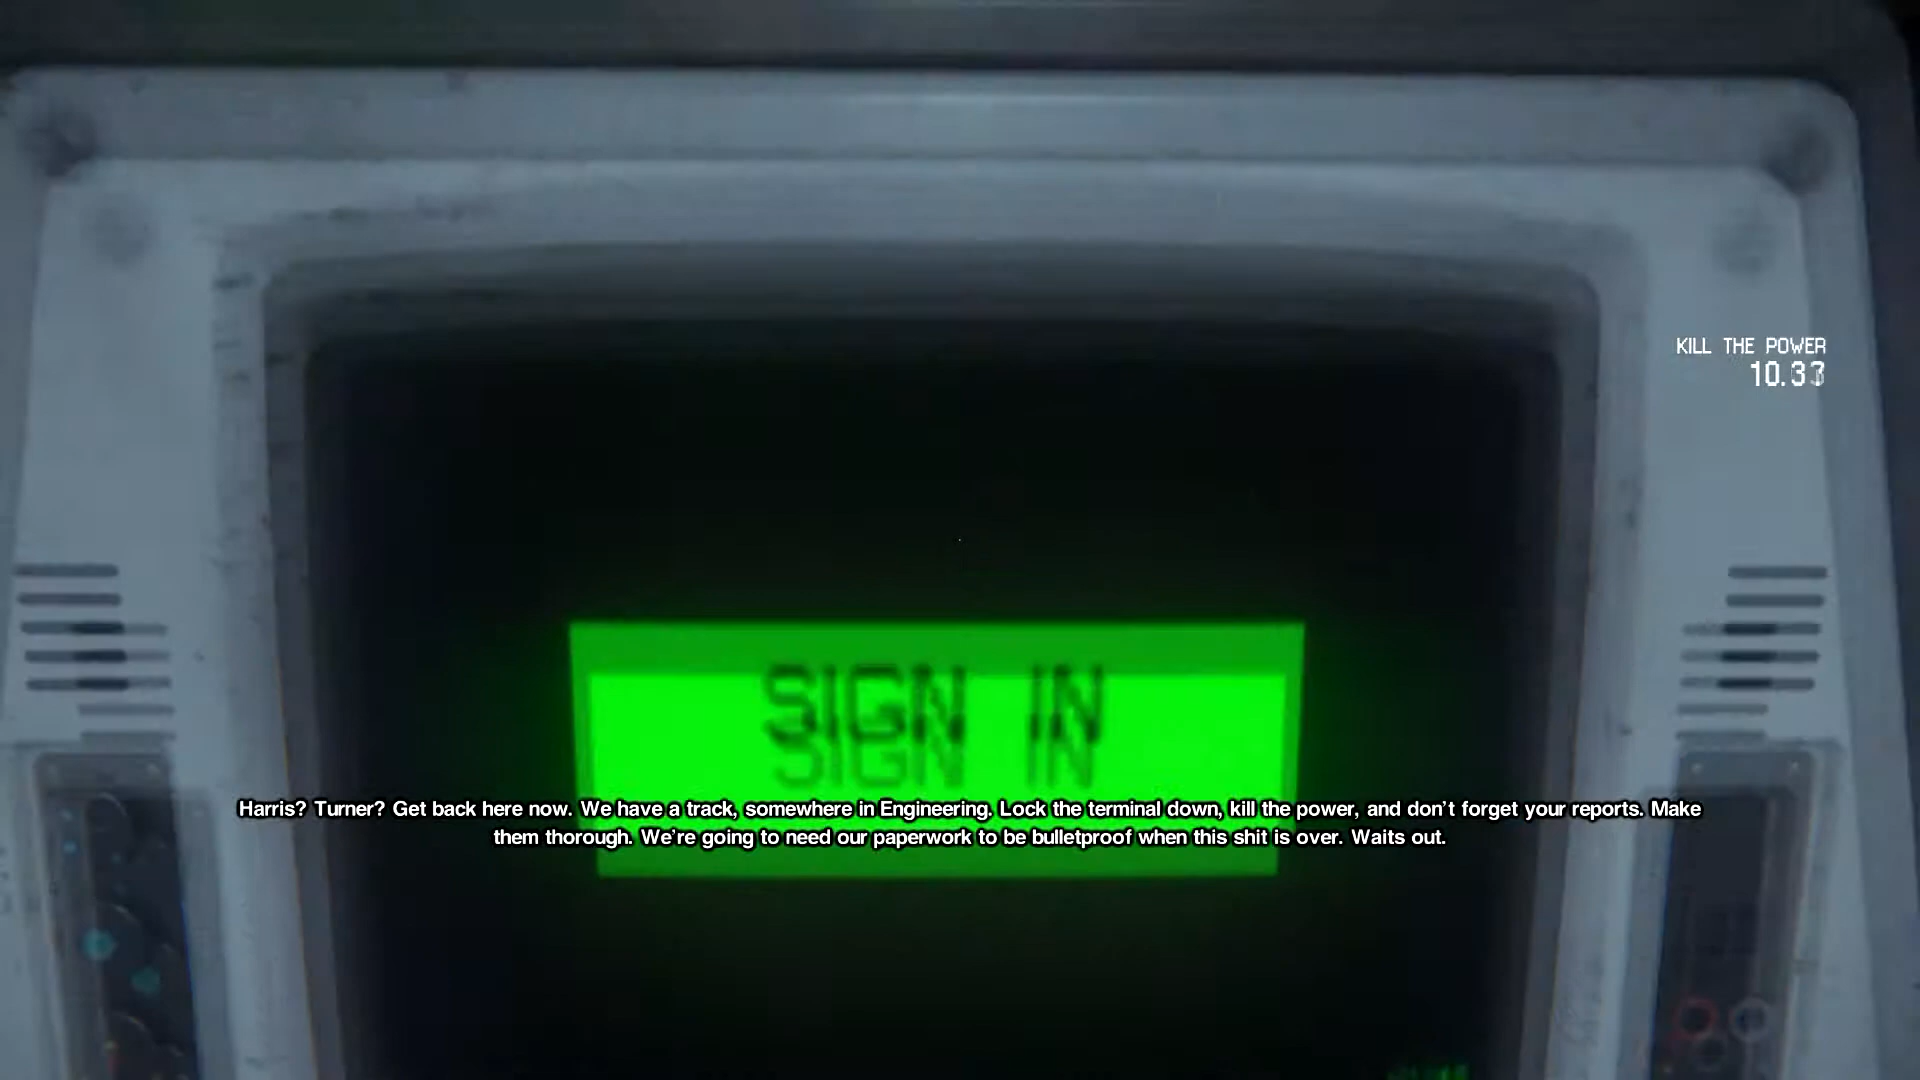 KILL THE POWER
SIGN IN
SIGN IN
Harris? Turner? Get back here now. We have a track, somewhere in Engineering. Lock the terminal down, kill the power, and don't forget your reports. Make
them thorough. We're going to need our paperwork to be bulletproof when this shit is over. Waits out.